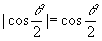 |cos θ/2| = cos θ/2